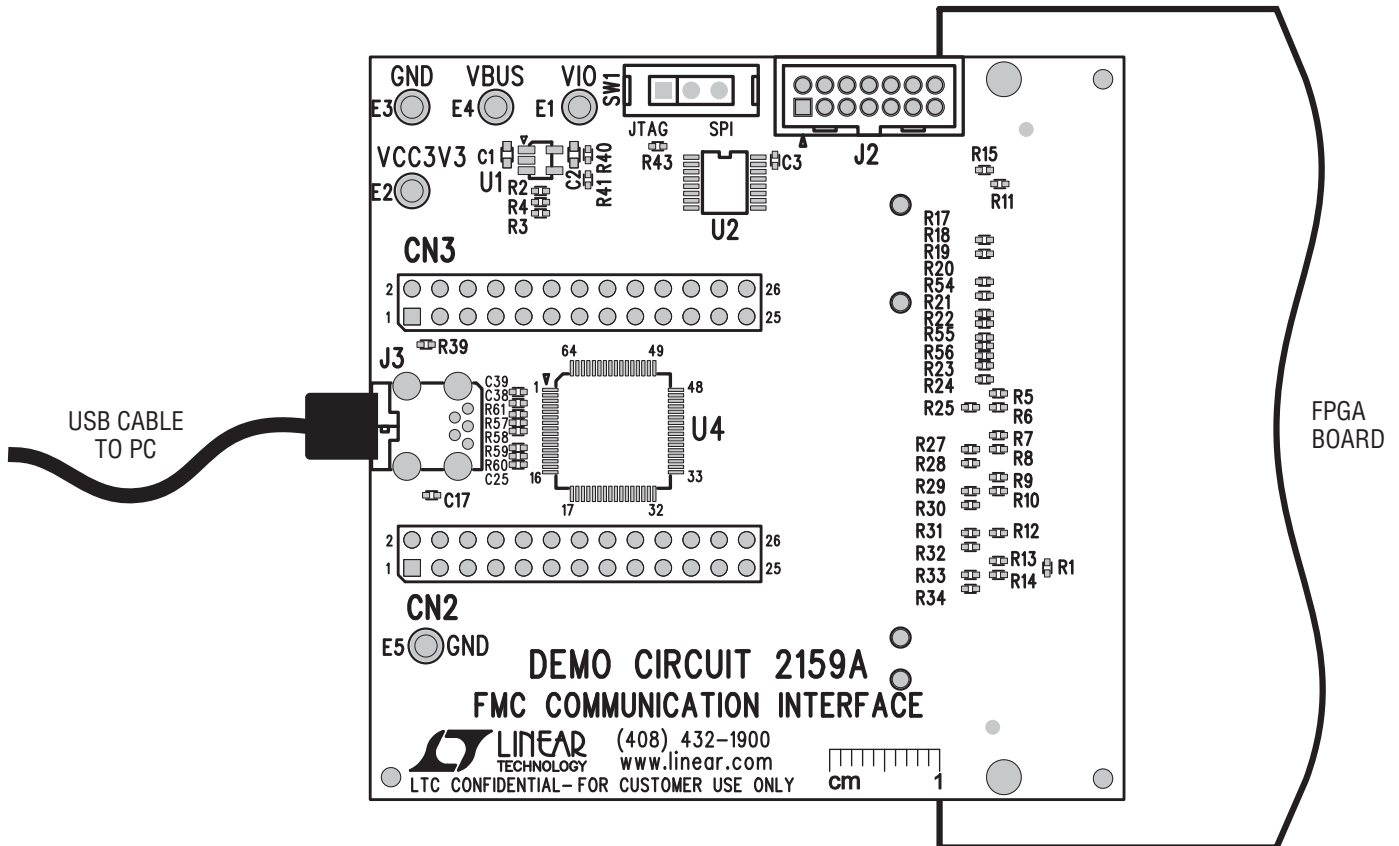 GND VBUS VIO
E3 E4 E1
SW1
JTAG SPI
J2
VCC3V3
E2
C1
U1
C2
R40
R41
R43
C3
R2
R4
R3
U2
R15
R11
R17
R18
R19
R20
R54
R21
R22
R55
R56
R23
R24
R25
R5
R6
R27
R7
R28
R8
R29
R9
R30
R10
R31
R12
R32
R13
R33
R14
R34
R1
CN3
2 26
1 25
R39
J3
64 49
1 48
U4
16 33
17 32
C39
C38
R61
R57
R58
R59
R60
C25
C17
2 26
1 25
CN2
E5 GND
USB CABLE
TO PC
FPGA
BOARD
DEMO CIRCUIT 2159A
FMC COMMUNICATION INTERFACE
LINEAR
TECHNOLOGY
(408) 432-1900
www.linear.com
LTC CONFIDENTIAL-FOR CUSTOMER USE ONLY
cm 1